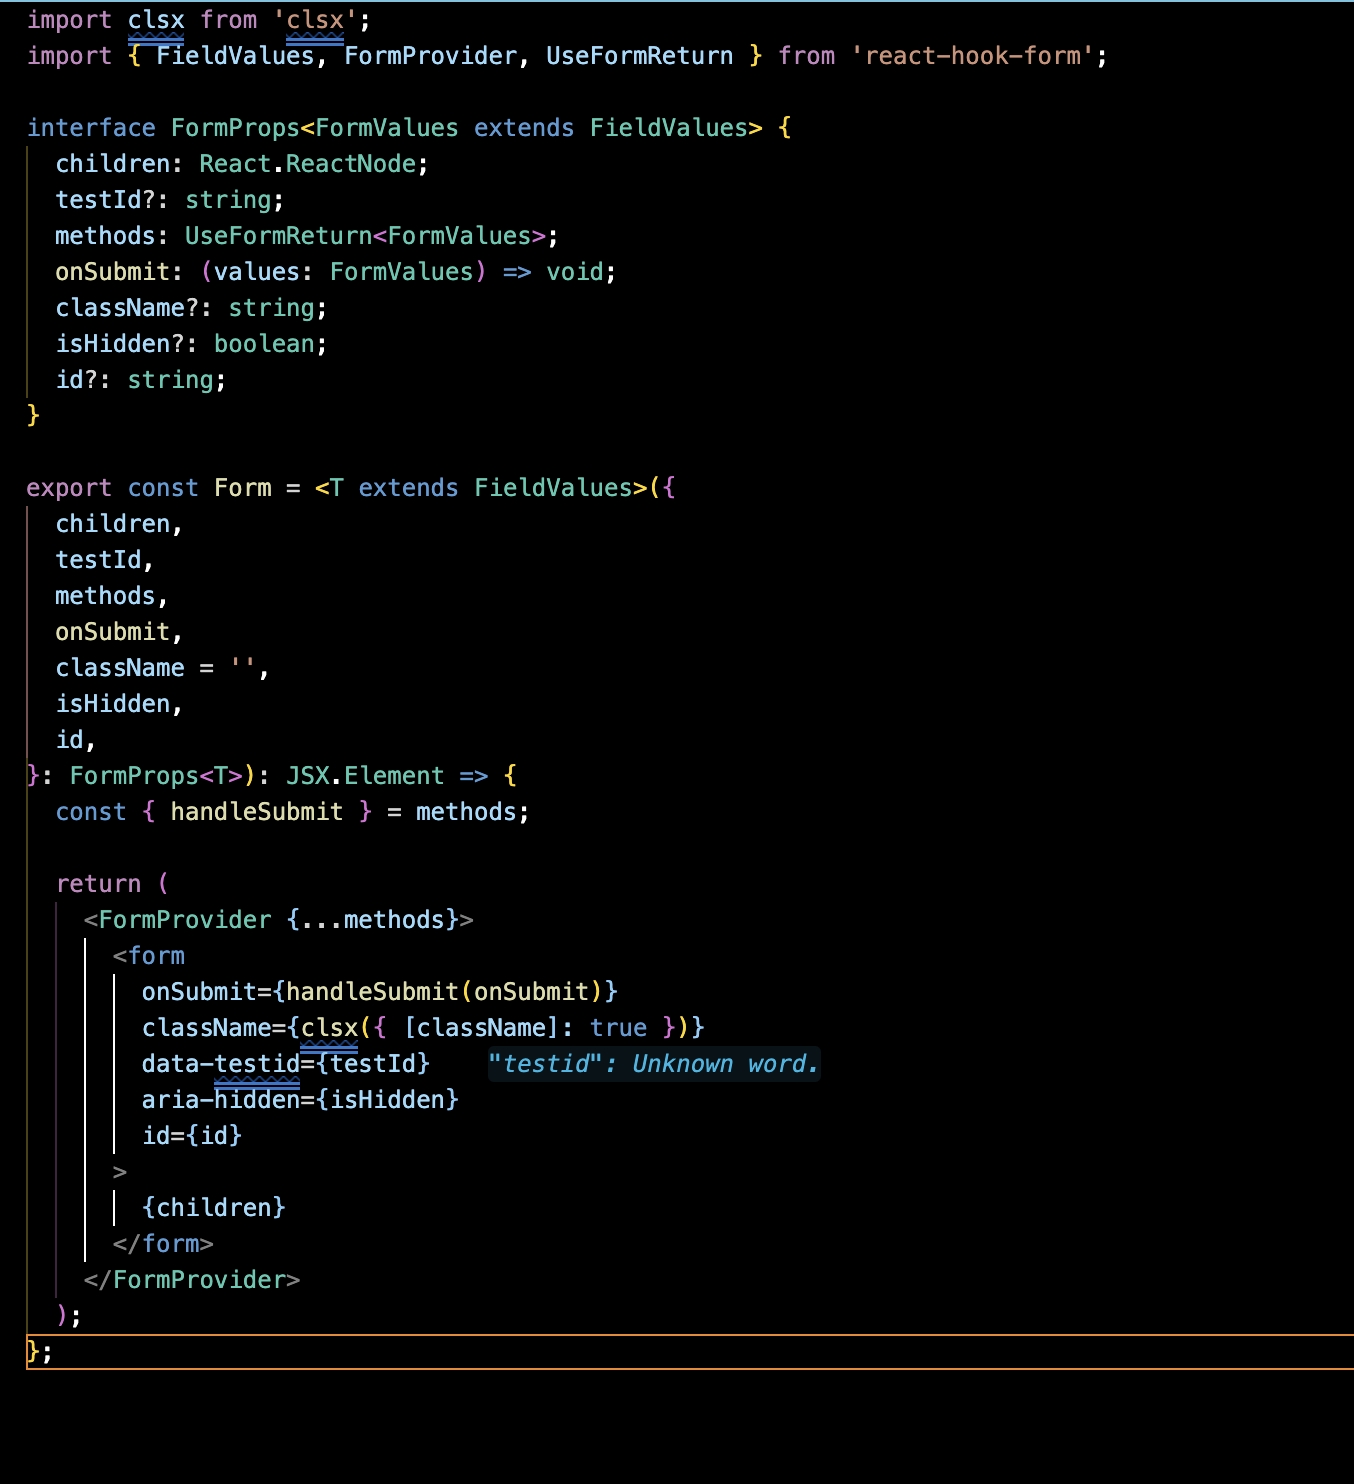 import clsx from 'clsx';
import { FieldValues, FormProvider, UseFormReturn } from 'react-hook-form';

interface FormProps<FormValues extends FieldValues> {
  children: React.ReactNode;
  testId?: string;
  methods: UseFormReturn<FormValues>;
  onSubmit: (values: FormValues) => void;
  className?: string;
  isHidden?: boolean;
  id?: string;
}

export const Form = <T extends FieldValues>({
  children,
  testId,
  methods,
  onSubmit,
  className = '',
  isHidden,
  id,
}: FormProps<T>): JSX.Element => {
  const { handleSubmit } = methods;

  return (
    <FormProvider {...methods}>
      <form
        onSubmit={handleSubmit(onSubmit)}
        className={clsx({ [className]: true })}
        data-testid={testId}    "testid": Unknown word.
        aria-hidden={isHidden}
        id={id}
      >
        {children}
      </form>
    </FormProvider>
  );
};